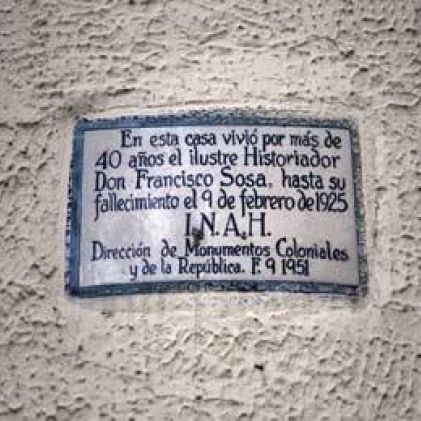 En esta casa vivió por más de
40 años el ilustre Historiador
Don Francisco Sosa, hasta su
fallecimiento el 9 de febrero de 1925
I.N.A.H.
Dirección de Monumentos Coloniales
y de la República. F. 9 1951